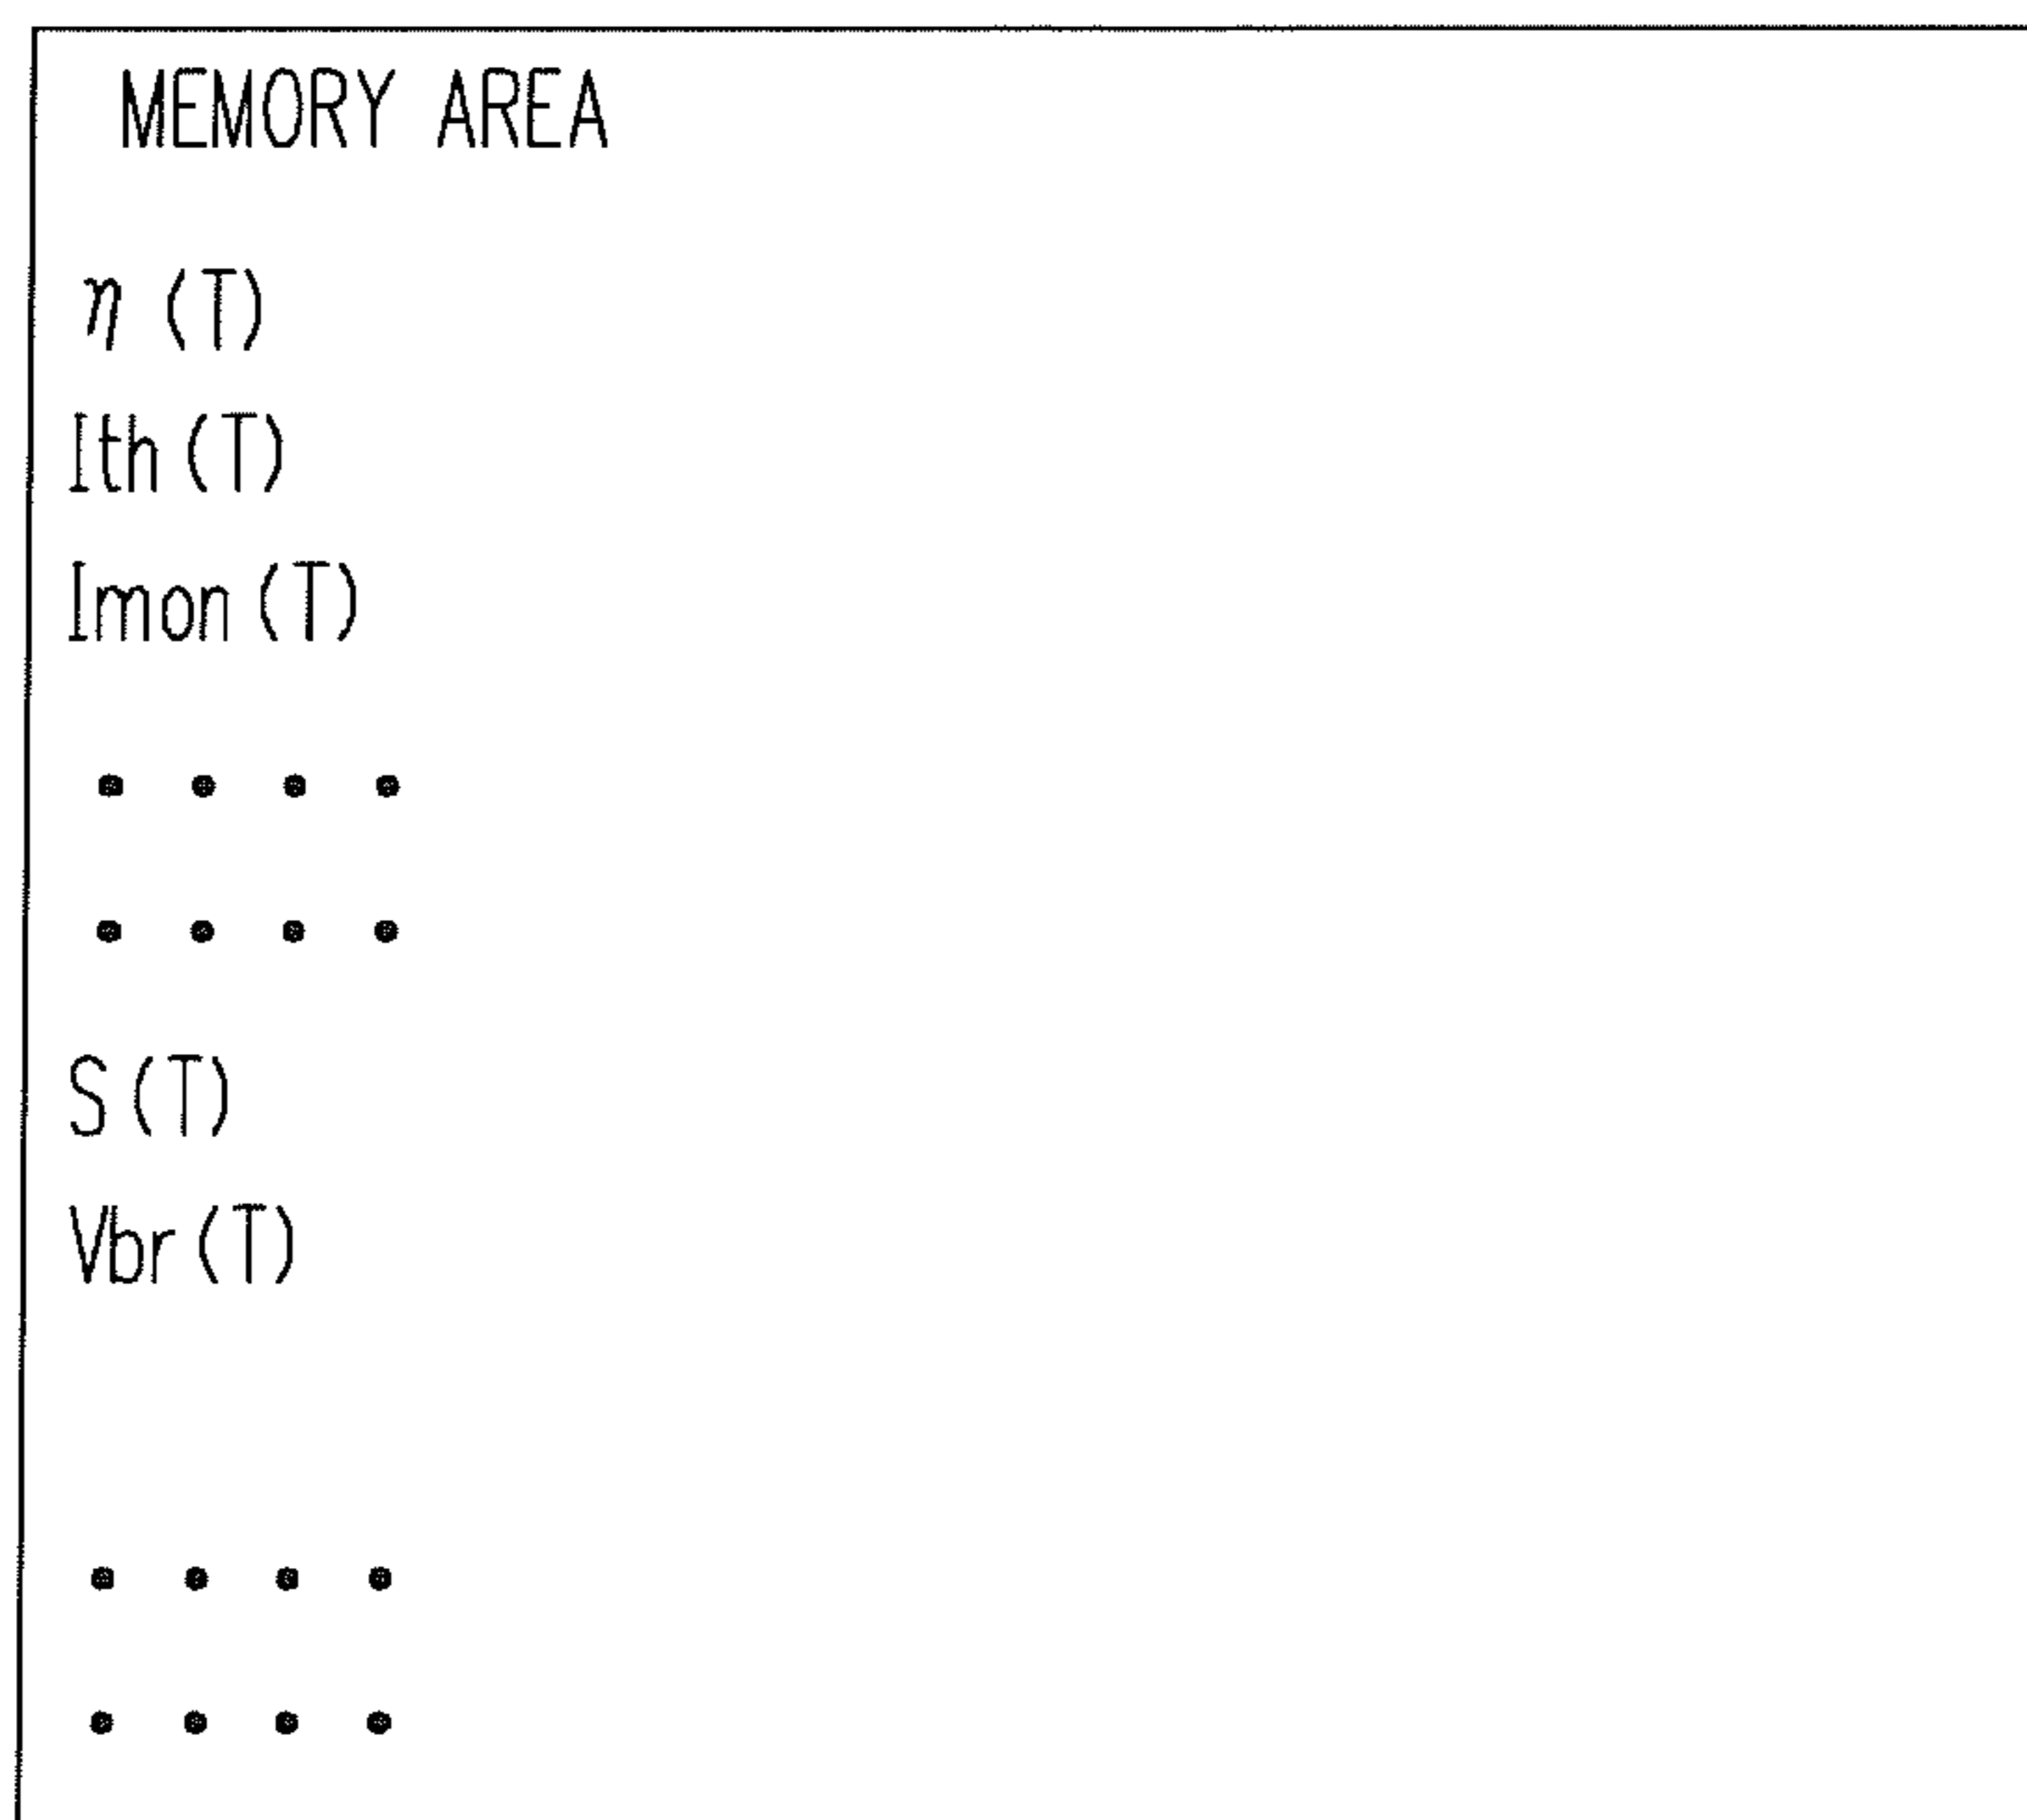 MEMORY AREA
η (T)
Ith (T)
Imon (T)
• • • •
• • • •
S (T)
Vbr (T)
• • • •
• • • •